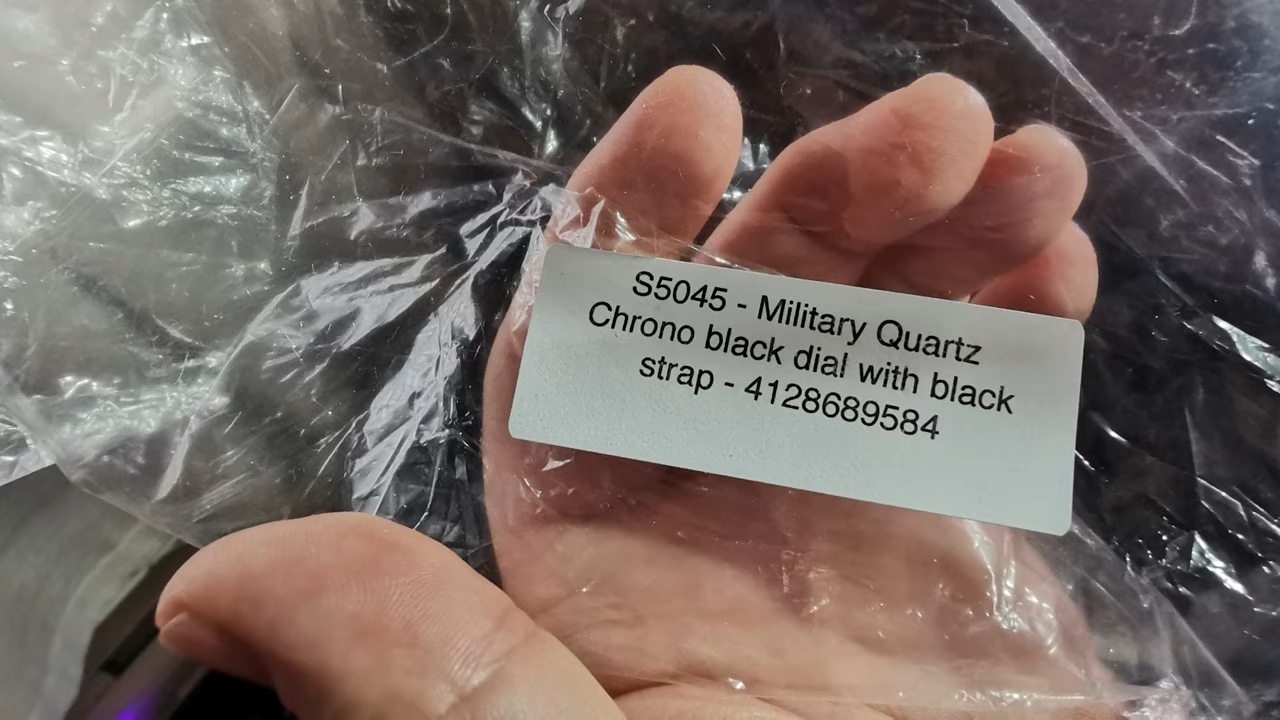 S5045 - Military Quartz
Chrono black dial with black
strap - 4128689584